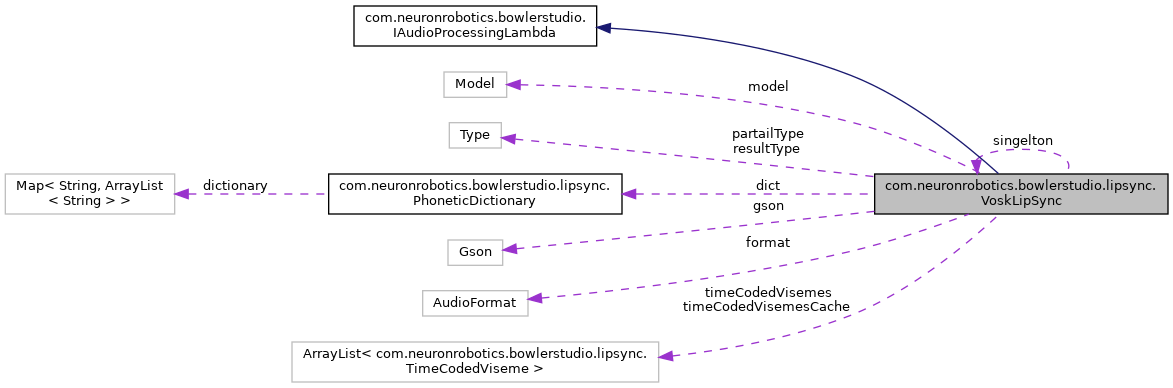 com.neuronrobotics.bowlerstudio.
IAudioProcessingLambda
Model
model
Type
partailType
resultType
singelton
Map< String, ArrayList
< String > >
dictionary
com.neuronrobotics.bowlerstudio.lipsync.
PhoneticDictionary
dict
com.neuronrobotics.bowlerstudio.lipsync.
VoskLipSync
gson
Gson
format
AudioFormat
timeCodedVisemes
timeCodedVisemesCache
ArrayList< com.neuronrobotics.bowlerstudio.lipsync.
TimeCodedViseme >